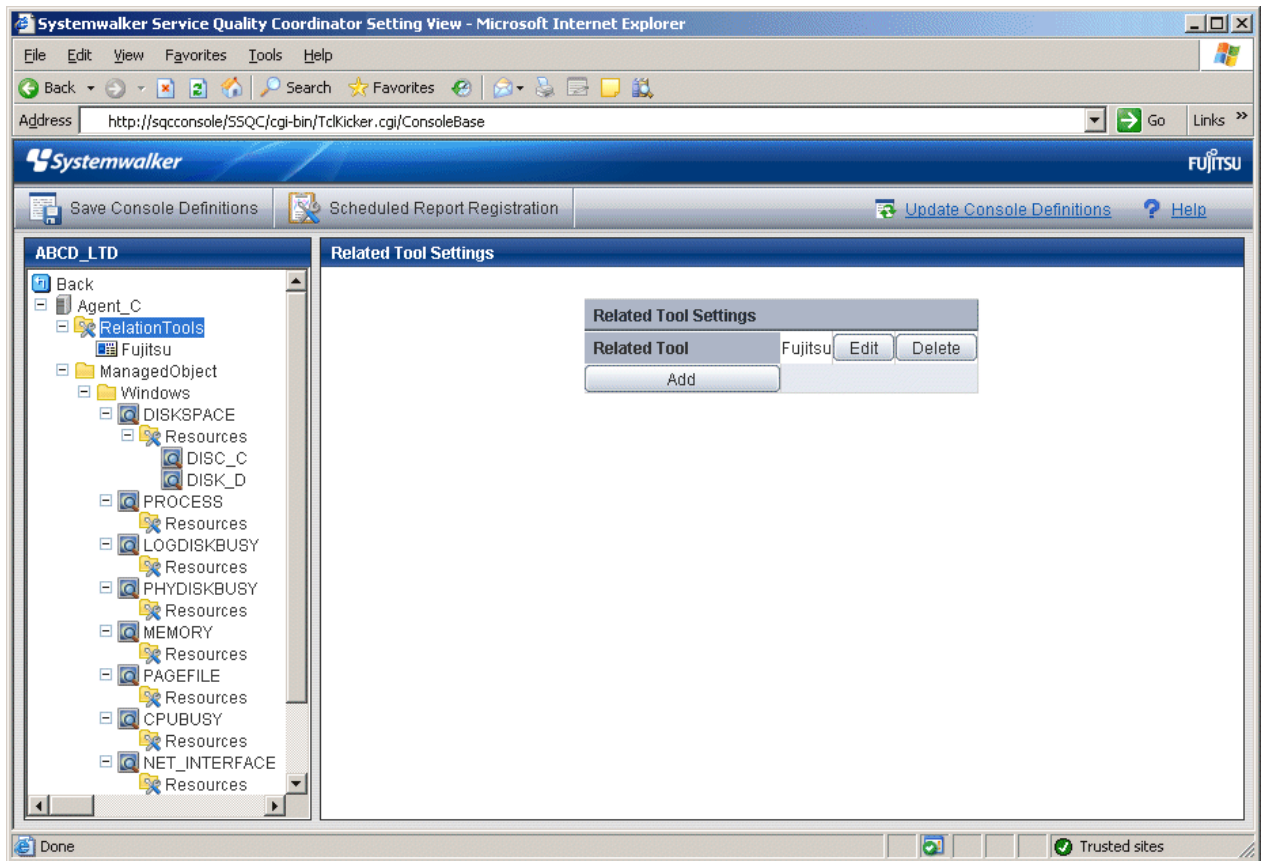 Systemwalker Service Quality Coordinator Setting View - Microsoft Internet Explorer
File Edit View Favorites Tools Help
Back Search Favorites
Address http://sqcconsole/SSQC/cgi-bin/TclKicker.cgi/ConsoleBase Go Links »
Systemwalker FUJITSU
Save Console Definitions Scheduled Report Registration Update Console Definitions ? Help
ABCD_LTD
Back
Agent_C
RelationTools
Fujitsu
ManagedObject
Windows
DISKSPACE
Resources
DISC_C
DISK_D
PROCESS
Resources
LOGDISKBUSY
Resources
PHYDISKBUSY
Resources
MEMORY
Resources
PAGEFILE
Resources
CPUBUSY
Resources
NET_INTERFACE
Resources
Related Tool Settings
Related Tool Settings
Related Tool Fujitsu Edit Delete
Add
Done Trusted sites